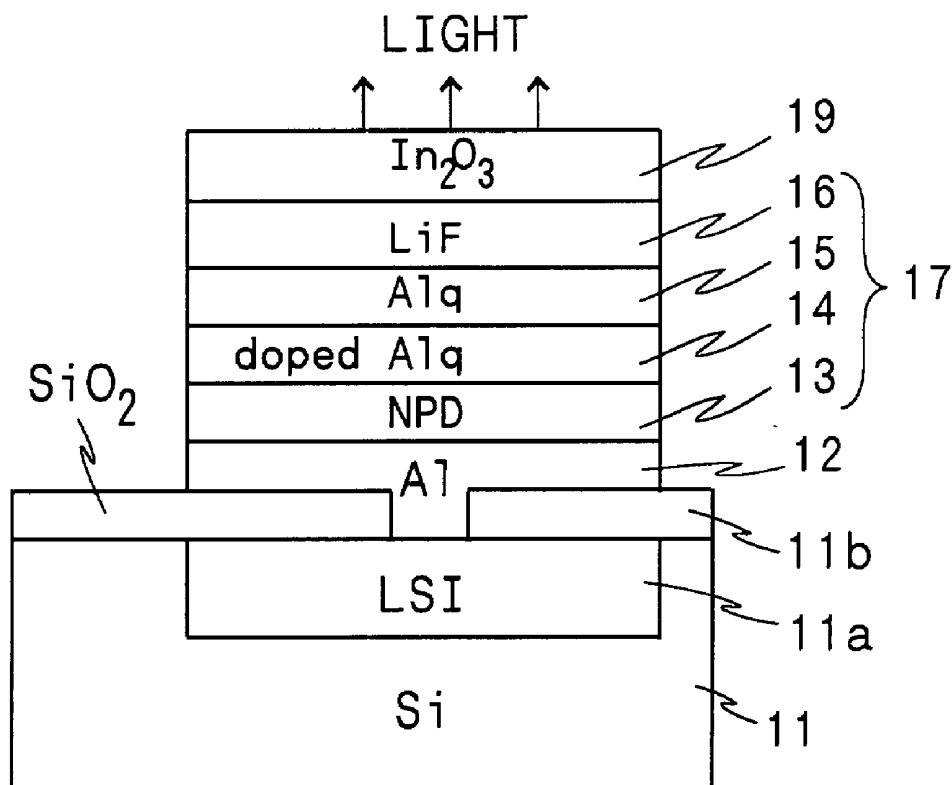 LIGHT
In₂O₃ 19
LiF 16
Alq 15
17
doped Alq 14
SiO₂
NPD 13
Al 12
11b
LSI 11a
Si 11